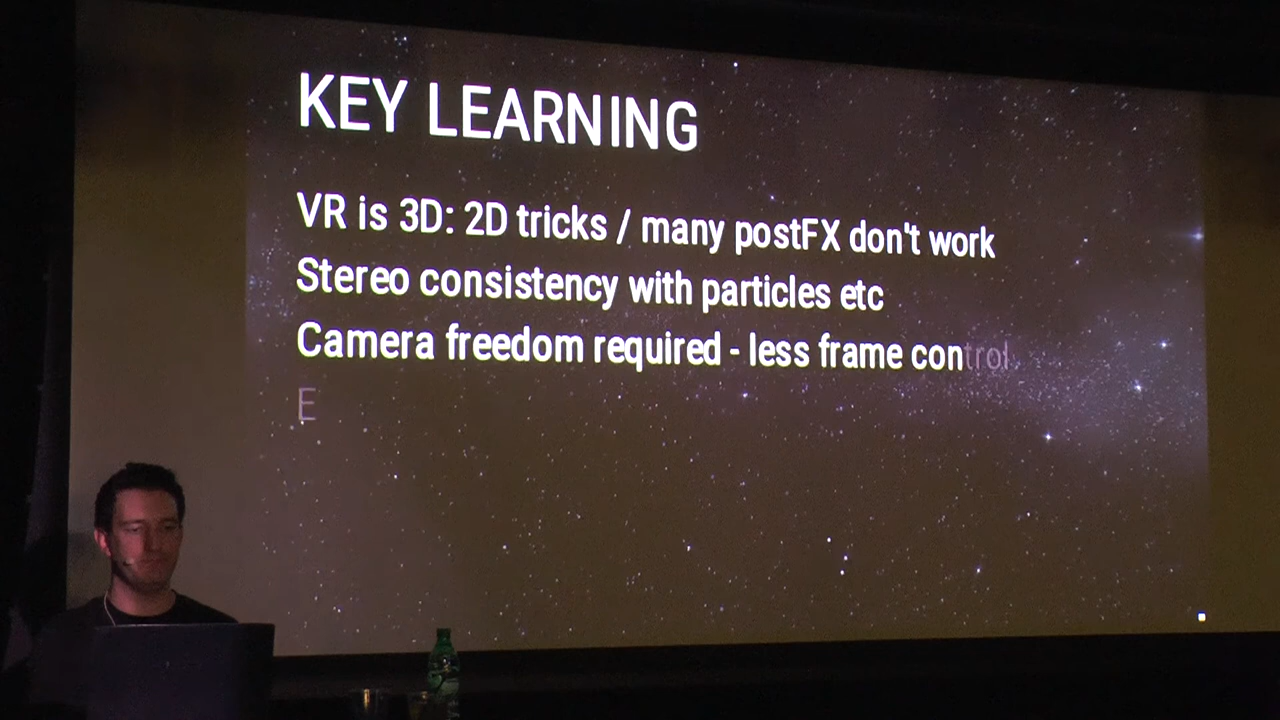 KEY LEARNING
VR is 3D: 2D tricks / many postFX don't work
Stereo consistency with particles etc
Camera freedom required - less frame control
E